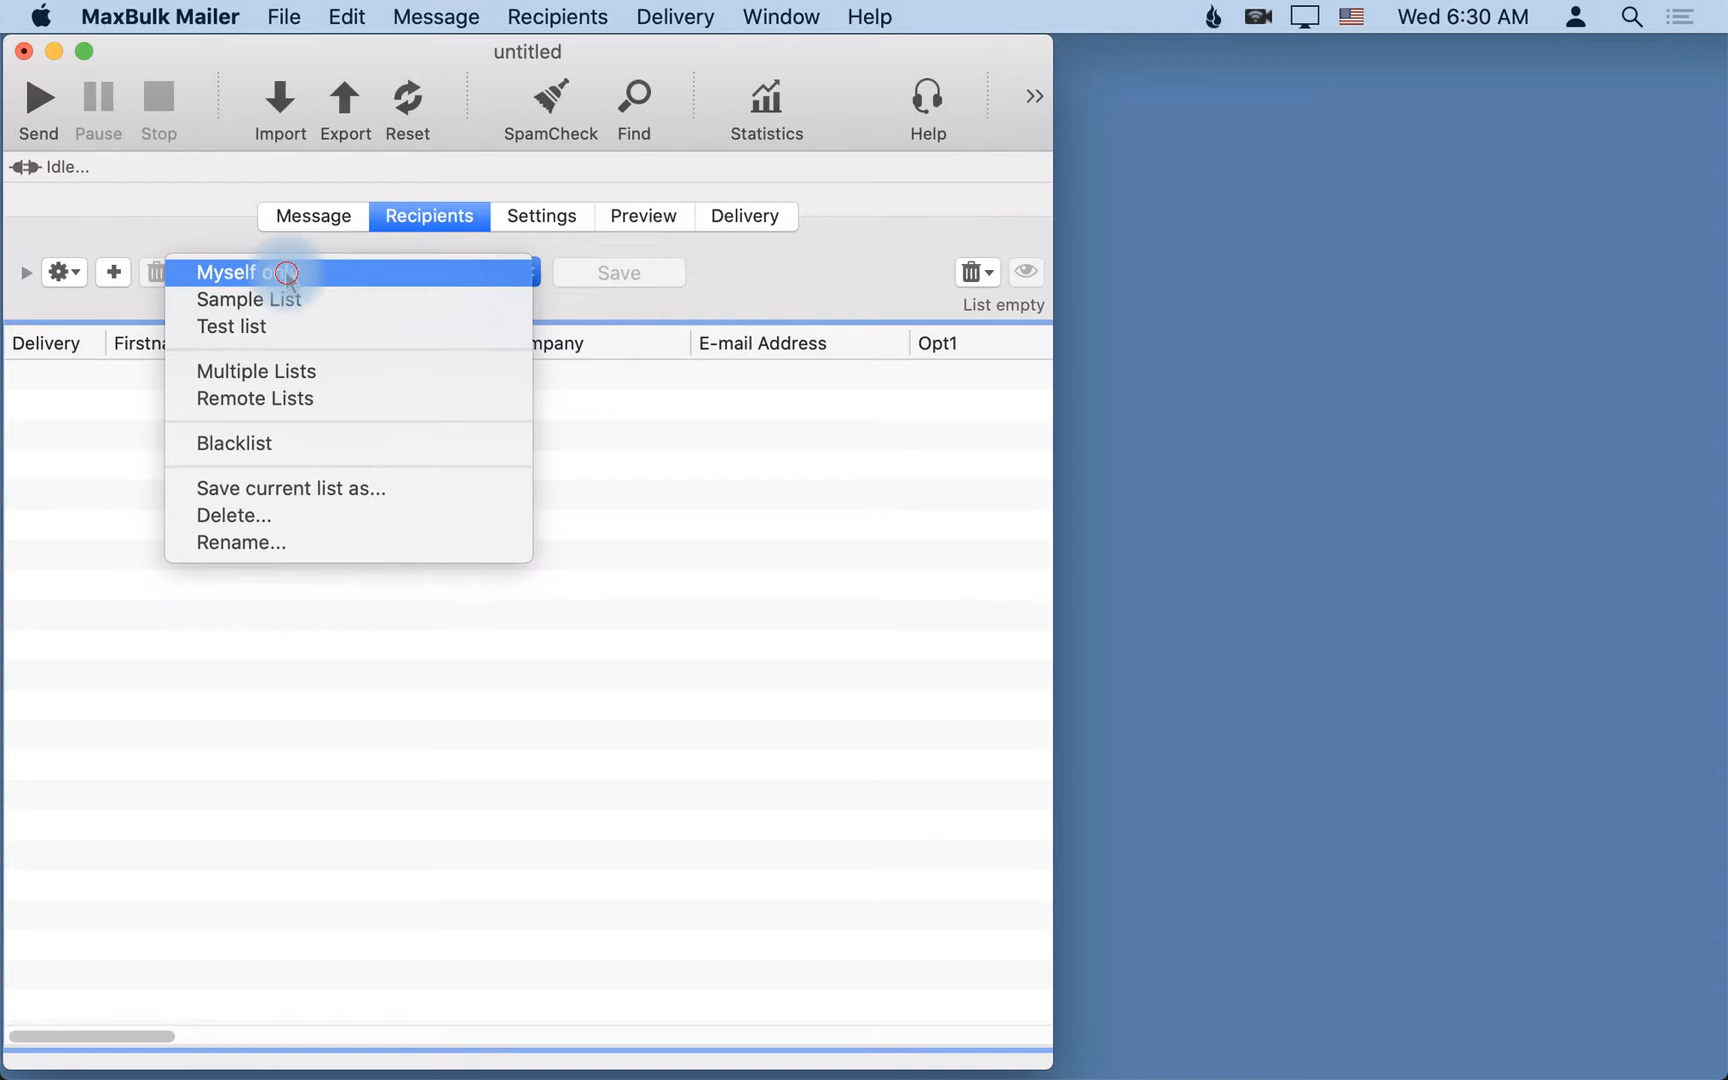 MaxBulk Mailer File Edit Message Recipients Delivery Window Help Wed 6:30 AM
untitled
Send Pause Stop Import Export Reset SpamCheck Find Statistics Help
Idle...
Message Recipients Settings Preview Delivery
Myself only Save
Sample List List empty
Test list
Delivery Firstna mpany E-mail Address Opt1
Multiple Lists
Remote Lists
Blacklist
Save current list as...
Delete...
Rename...